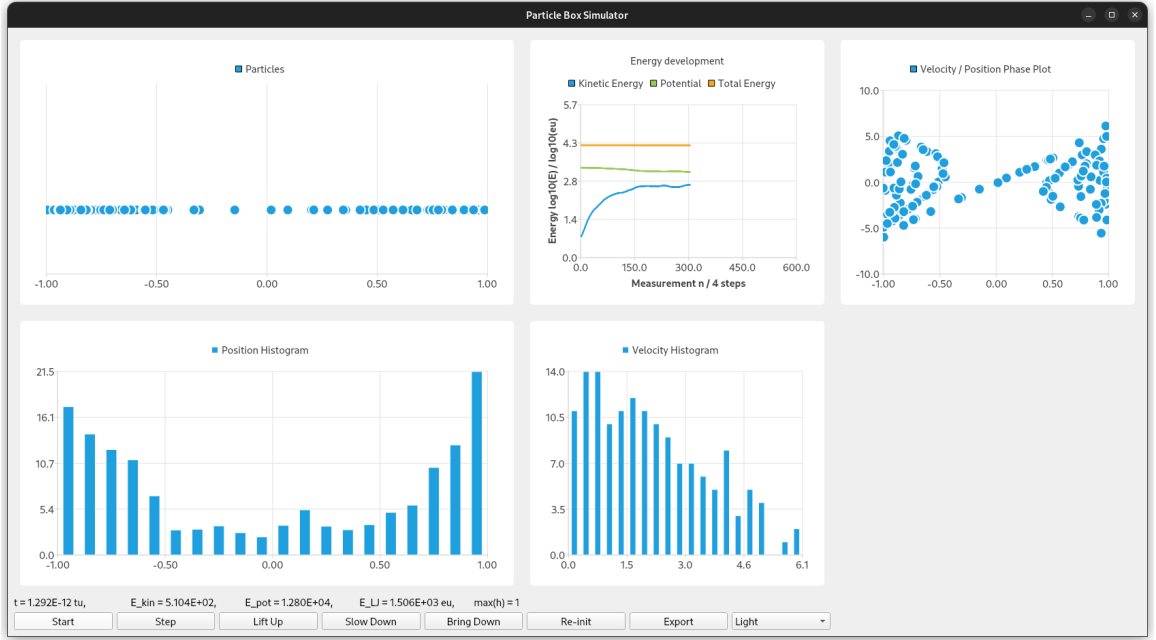 Particle Box Simulator
Particles
-1.00 -0.50 0.00 0.50 1.00
Energy development
Kinetic Energy Potential Total Energy
5.7
4.3
2.8
1.4
0.0
Energy log10(E) / log10(eu)
0.0 150.0 300.0 450.0 600.0
Measurement n / 4 steps
Velocity / Position Phase Plot
10.0
5.0
0.0
-5.0
-10.0
-1.00 -0.50 0.00 0.50 1.00
Position Histogram
21.5
16.1
10.7
5.4
0.0
-1.00 -0.50 0.00 0.50 1.00
Velocity Histogram
14.0
10.5
7.0
3.5
0.0
0.0 1.5 3.0 4.6 6.1
t = 1.292E-12 tu, E_kin = 5.104E+02, E_pot = 1.280E+04, E_LJ = 1.506E+03 eu, max(h) = 1
Start Step Lift Up Slow Down Bring Down Re-init Export Light